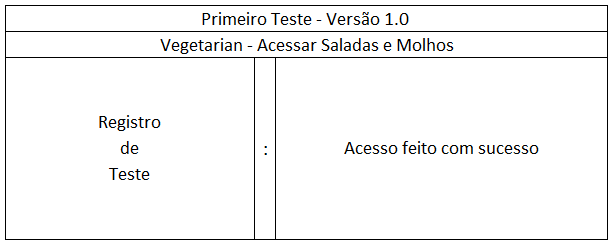 Primeiro Teste - Versão 1.0
Vegetarian - Acessar Saladas e Molhos
Registro
de
Teste
:
Acesso feito com sucesso